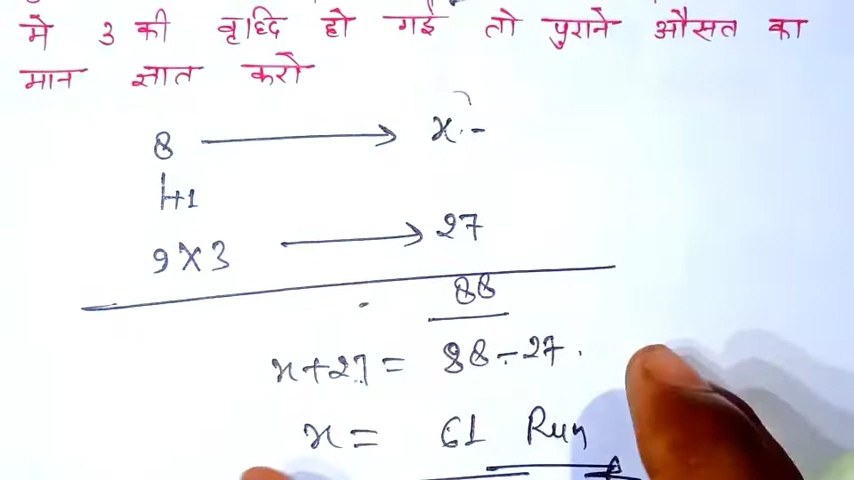 मे 3 की वृद्धि हो गई तो पुराने औसत का
मान ज्ञात करो
8 → x -
+1
9 X 3 → 27
88
x + 27 = 88 - 27.
x = 61 Run